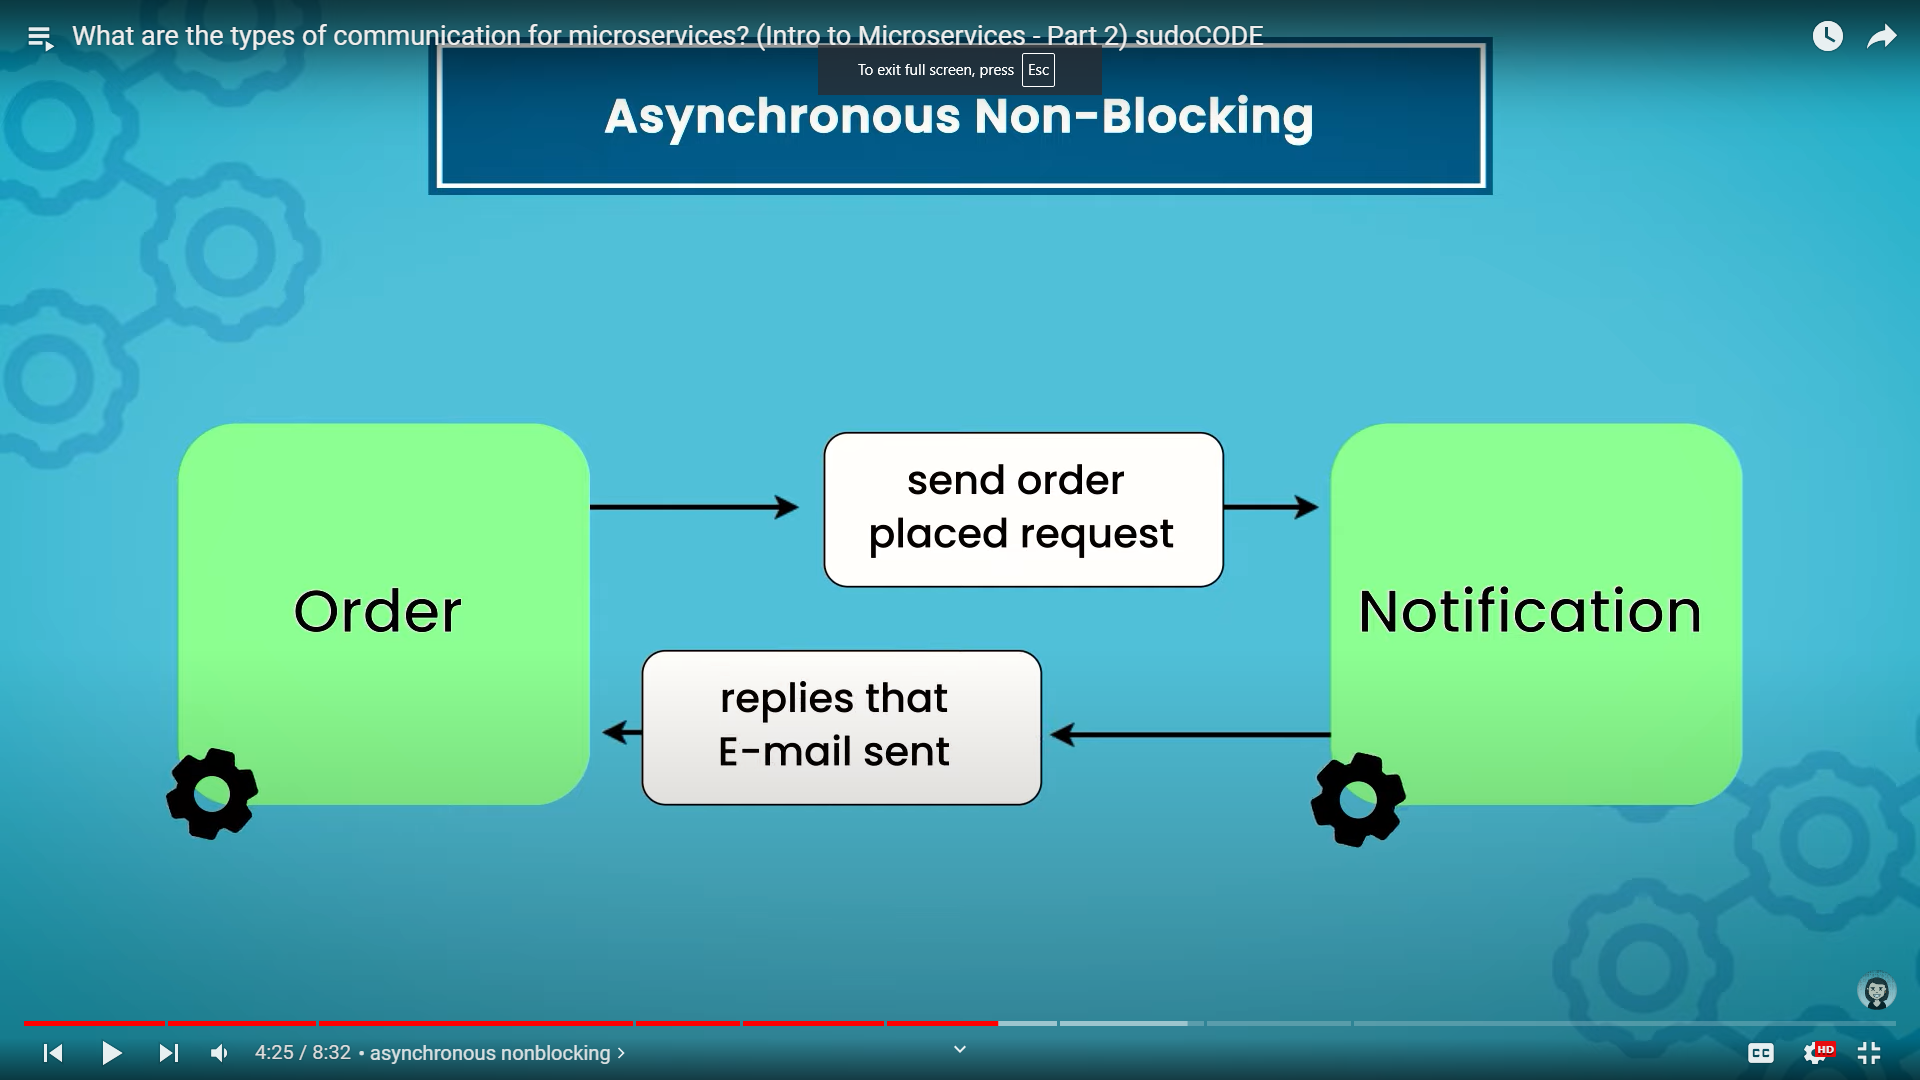 What are the types of communication for microservices? (Intro to Microservices - Part 2) sudoCODE
To exit full screen, press Esc
Asynchronous Non-Blocking
send order
placed request
Order
Notification
replies that
E-mail sent
4:25 / 8:32 • asynchronous nonblocking
CC
HD